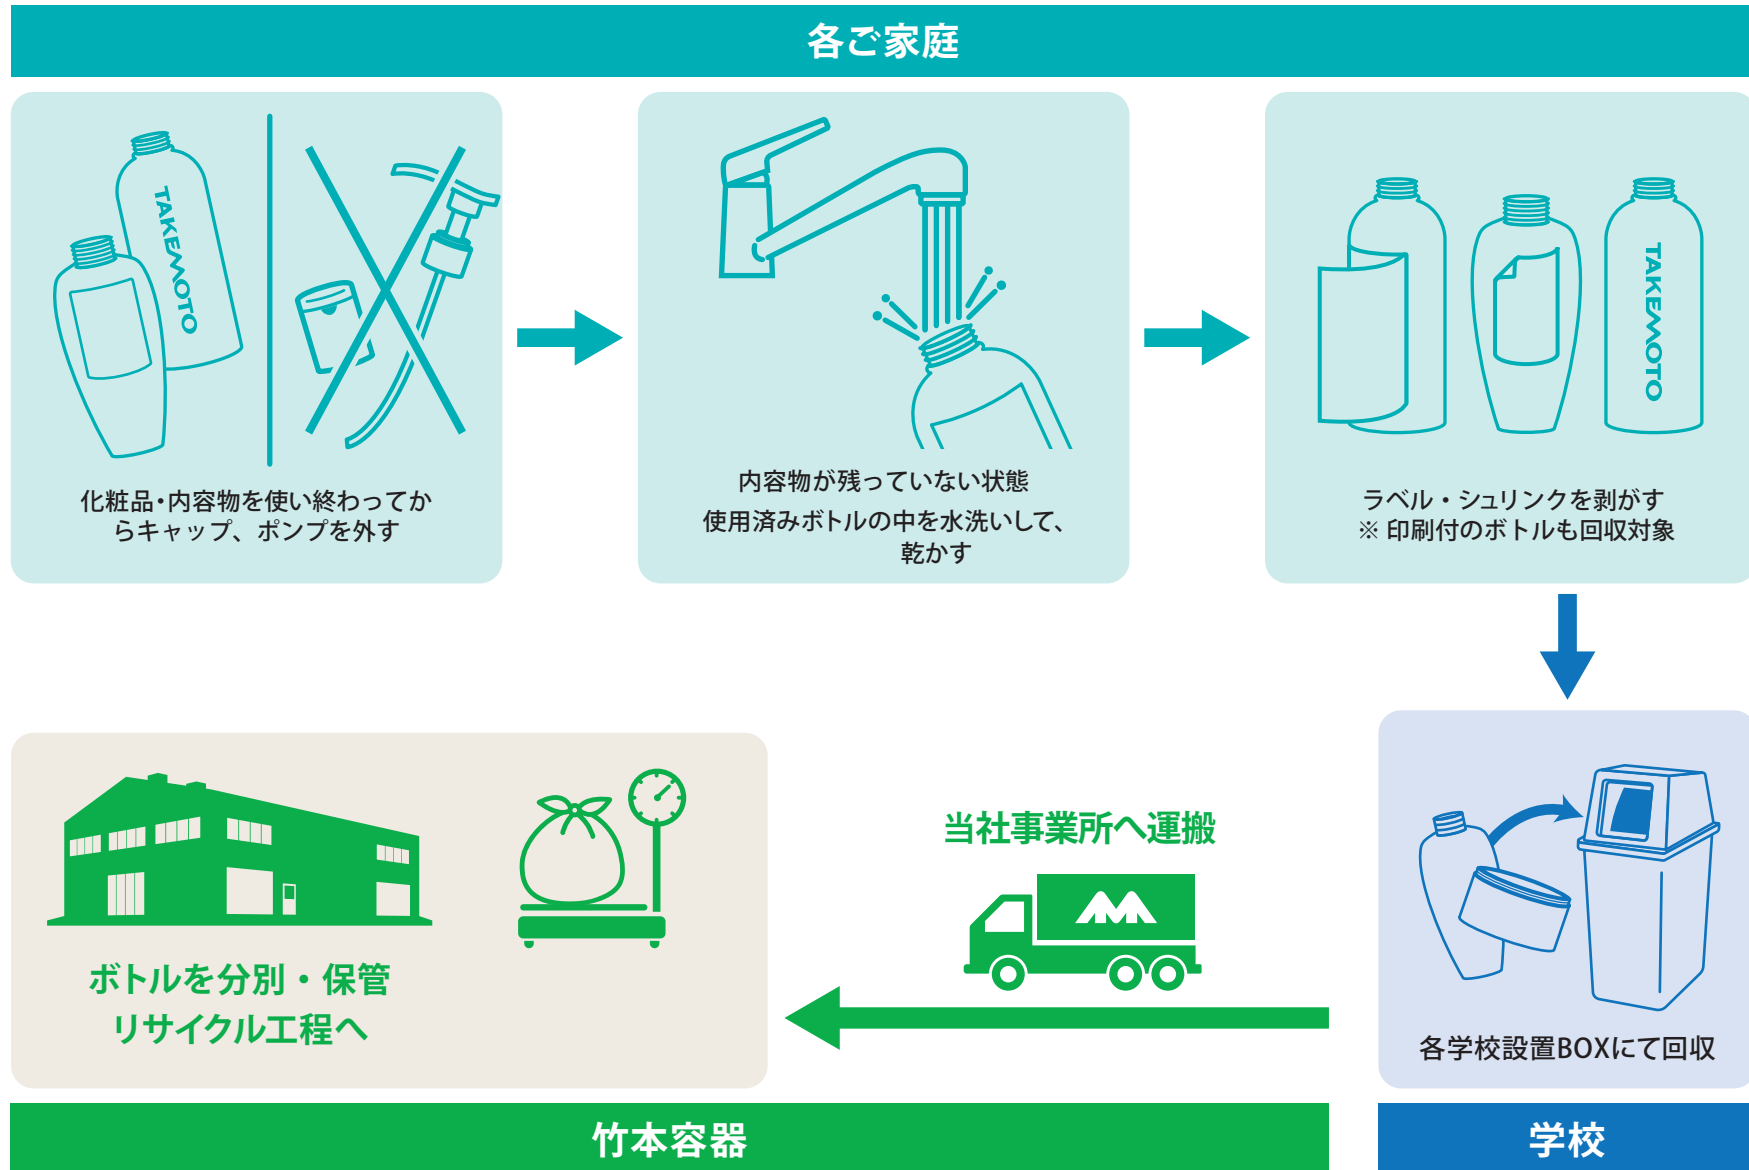 各ご家庭
TAKEMOTO
化粧品・内容物を使い終わってか
らキャップ、ポンプを外す
内容物が残っていない状態
使用済みボトルの中を水洗いして、
乾かす
TAKEMOTO
ラベル・シュリンクを剥がす
※ 印刷付のボトルも回収対象
各学校設置BOXにて回収
学校
当社事業所へ運搬
ボトルを分別・保管
リサイクル工程へ
竹本容器